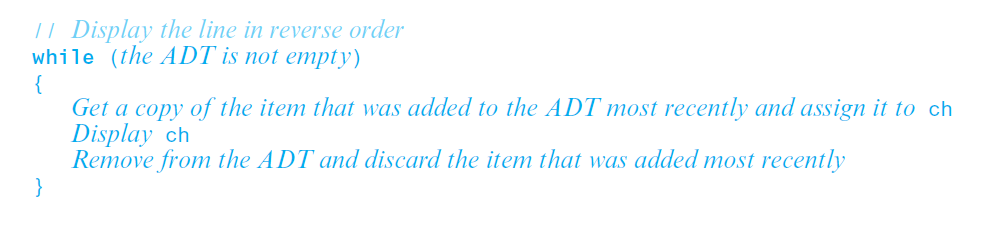 // Display the line in reverse order
while (the ADT is not empty)
{
Get a copy of the item that was added to the ADT most recently and assign it to ch
Display ch
Remove from the ADT and discard the item that was added most recently
}